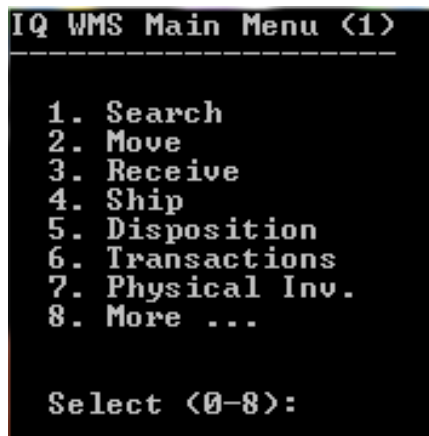 IQ WMS Main Menu (1)
--------------------
1. Search
2. Move
3. Receive
4. Ship
5. Disposition
6. Transactions
7. Physical Inv.
8. More ...
Select (0-8):